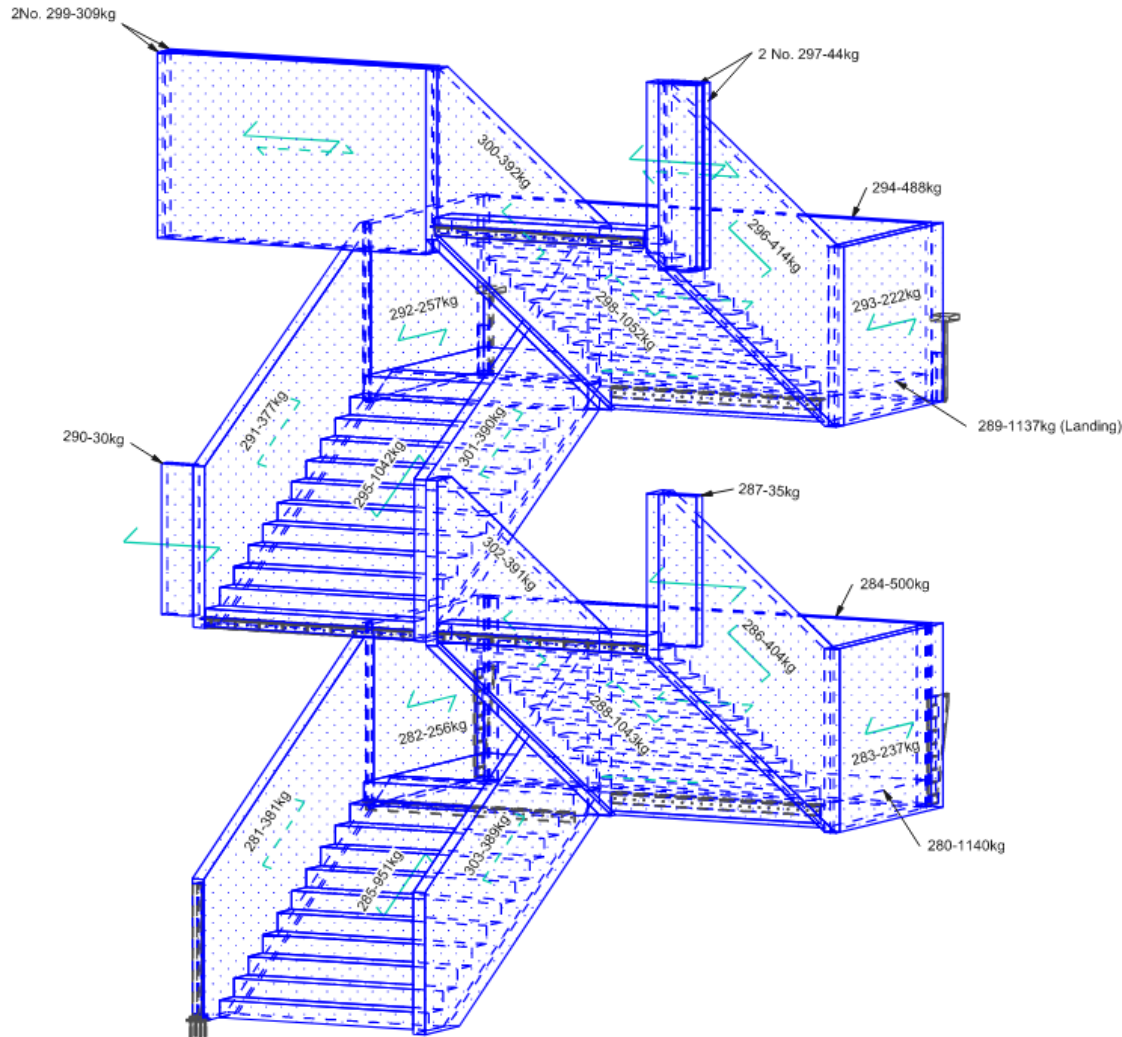 2No. 299-309kg
2 No. 297-44kg
300-392kg
294-488kg
296-414kg
292-257kg
298-1052kg
293-222kg
289-1137kg (Landing)
291-377kg
290-30kg
295-1042kg
301-390kg
287-35kg
302-391kg
284-500kg
286-404kg
282-256kg
288-1043kg
283-237kg
281-381kg
285-951kg
303-389kg
280-1140kg